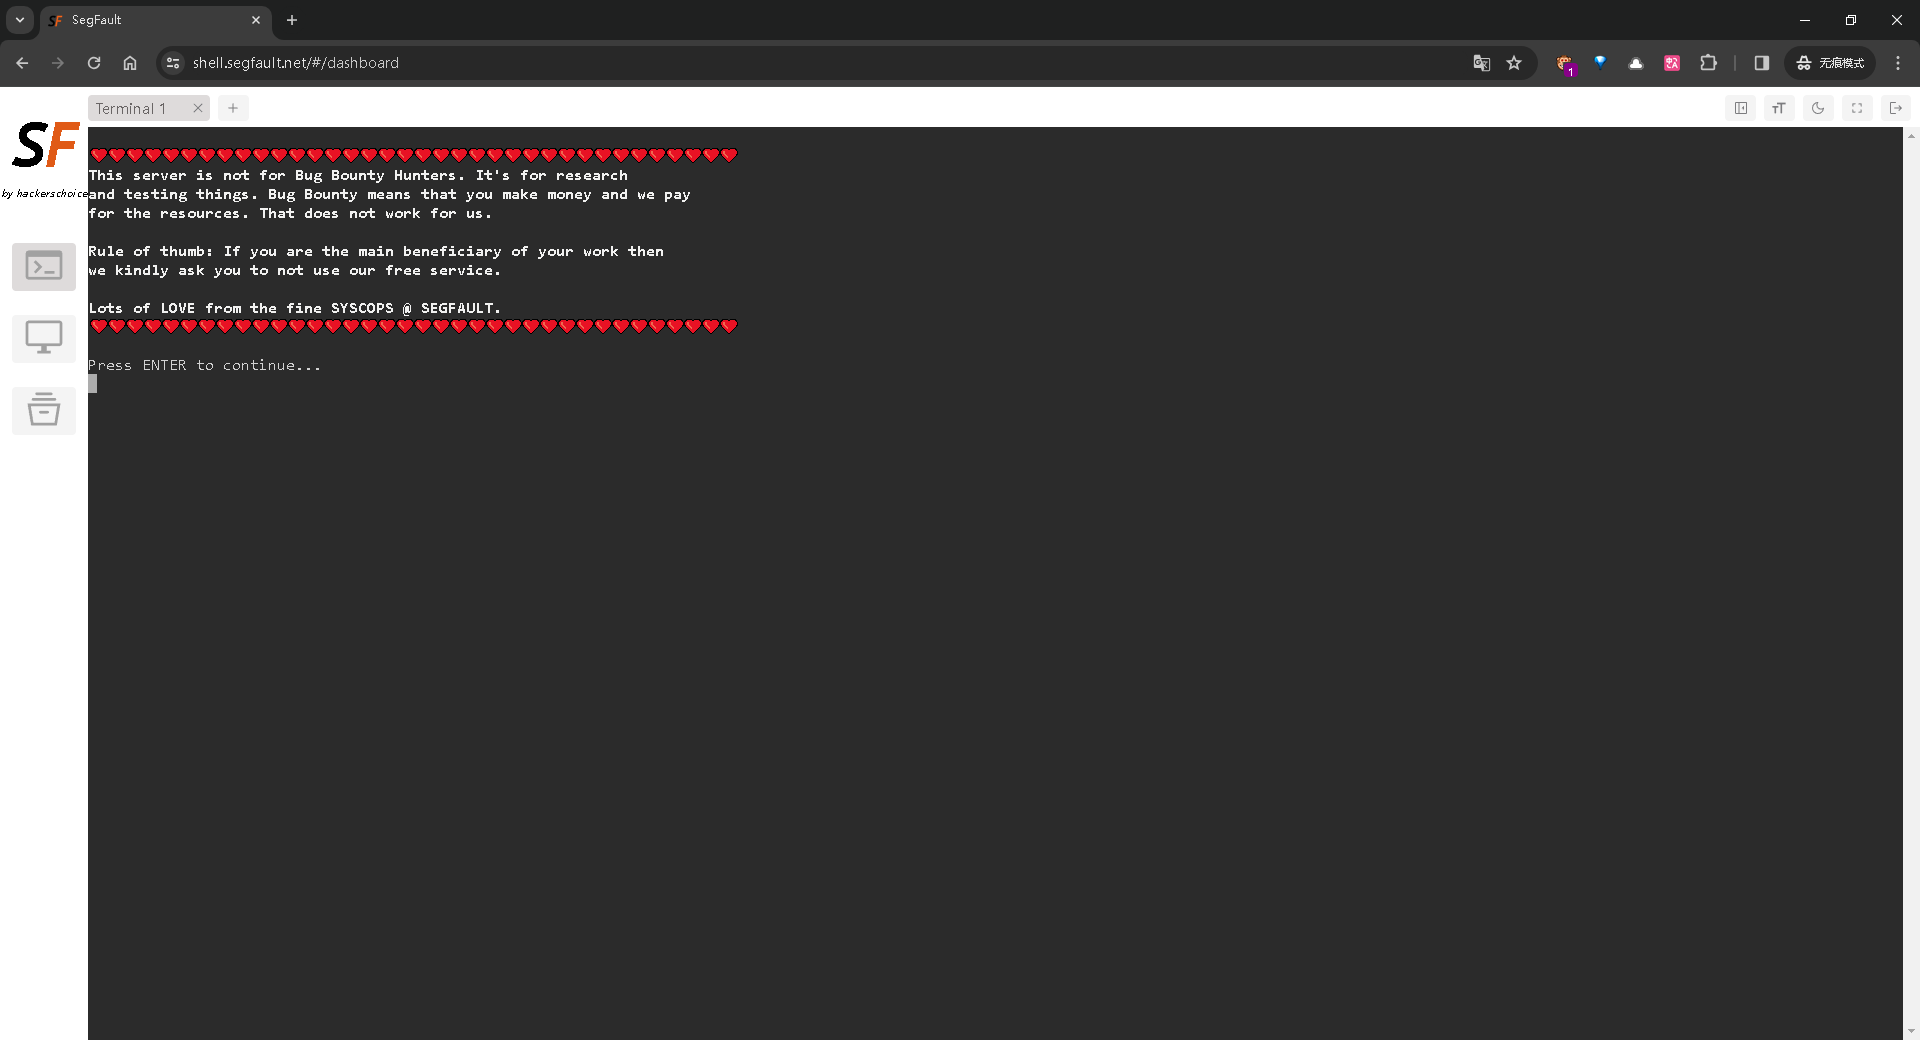 SF SegFault
shell.segfault.net/#/dashboard
1
无痕模式
Terminal 1
SF
by hackerschoice
This server is not for Bug Bounty Hunters. It's for research
and testing things. Bug Bounty means that you make money and we pay
for the resources. That does not work for us.
Rule of thumb: If you are the main beneficiary of your work then
we kindly ask you to not use our free service.
Lots of LOVE from the fine SYSCOPS @ SEGFAULT.
Press ENTER to continue...